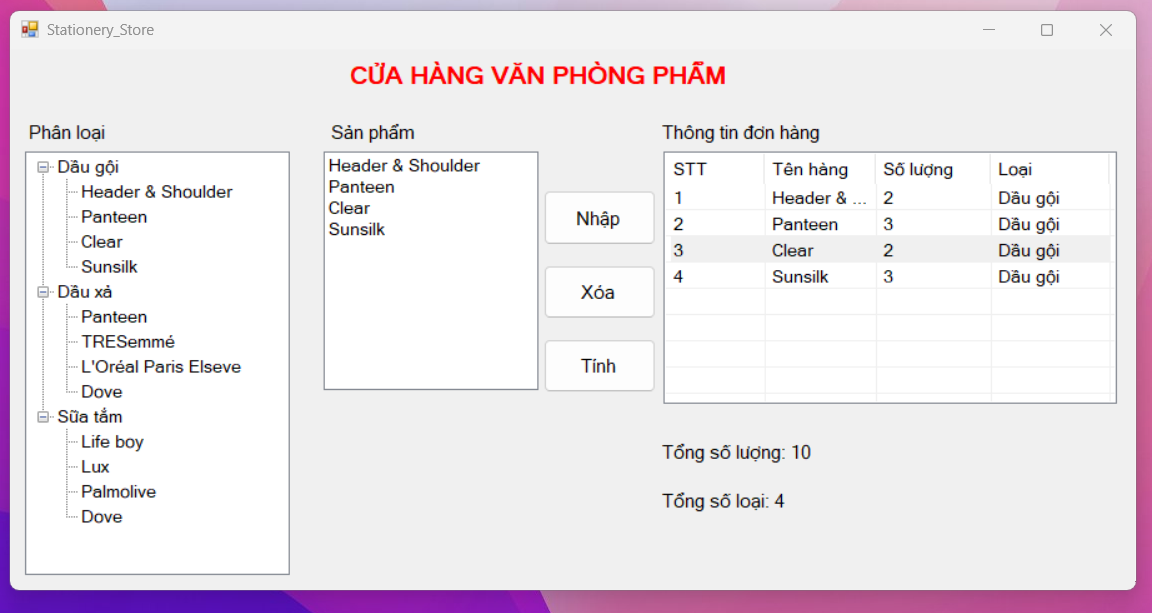 Stationery_Store
CỬA HÀNG VĂN PHÒNG PHẨM
Phân loại
Dầu gội
Header & Shoulder
Panteen
Clear
Sunsilk
Dầu xả
Panteen
TRESemmé
L'Oréal Paris Elseve
Dove
Sữa tắm
Life boy
Lux
Palmolive
Dove
Sản phẩm
Header & Shoulder
Panteen
Clear
Sunsilk
Nhập
Xóa
Tính
Thông tin đơn hàng
STT Tên hàng Số lượng Loại
1 Header & ... 2 Dầu gội
2 Panteen 3 Dầu gội
3 Clear 2 Dầu gội
4 Sunsilk 3 Dầu gội
Tổng số lượng: 10
Tổng số loại: 4